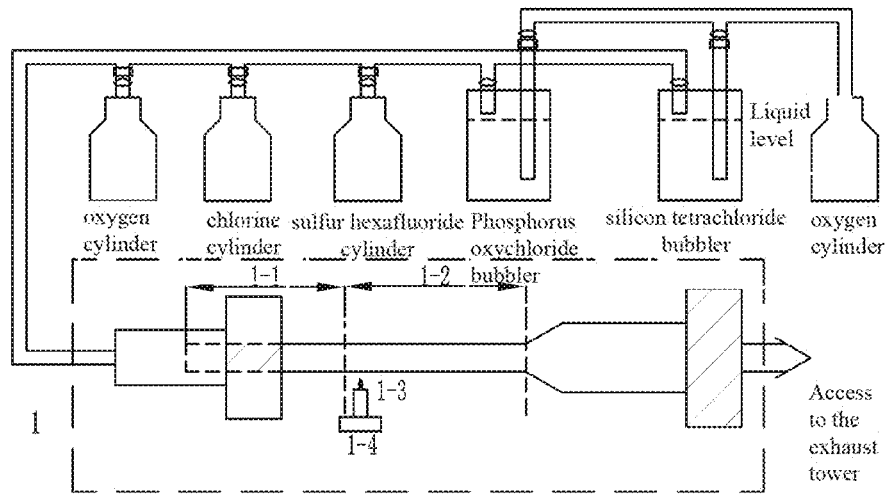 Liquid
level
oxygen
cylinder
chlorine
cylinder
sulfur hexafluoride
cylinder
Phosphorus
oxychloride
bubbler
silicon tetrachloride
bubbler
oxygen
cylinder
1-1
1-2
1-3
1-4
1
Access
to the
exhaust
tower